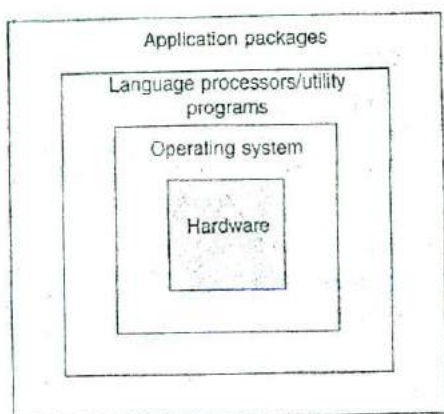 Application packages
Language processors/utility
programs
Operating system
Hardware